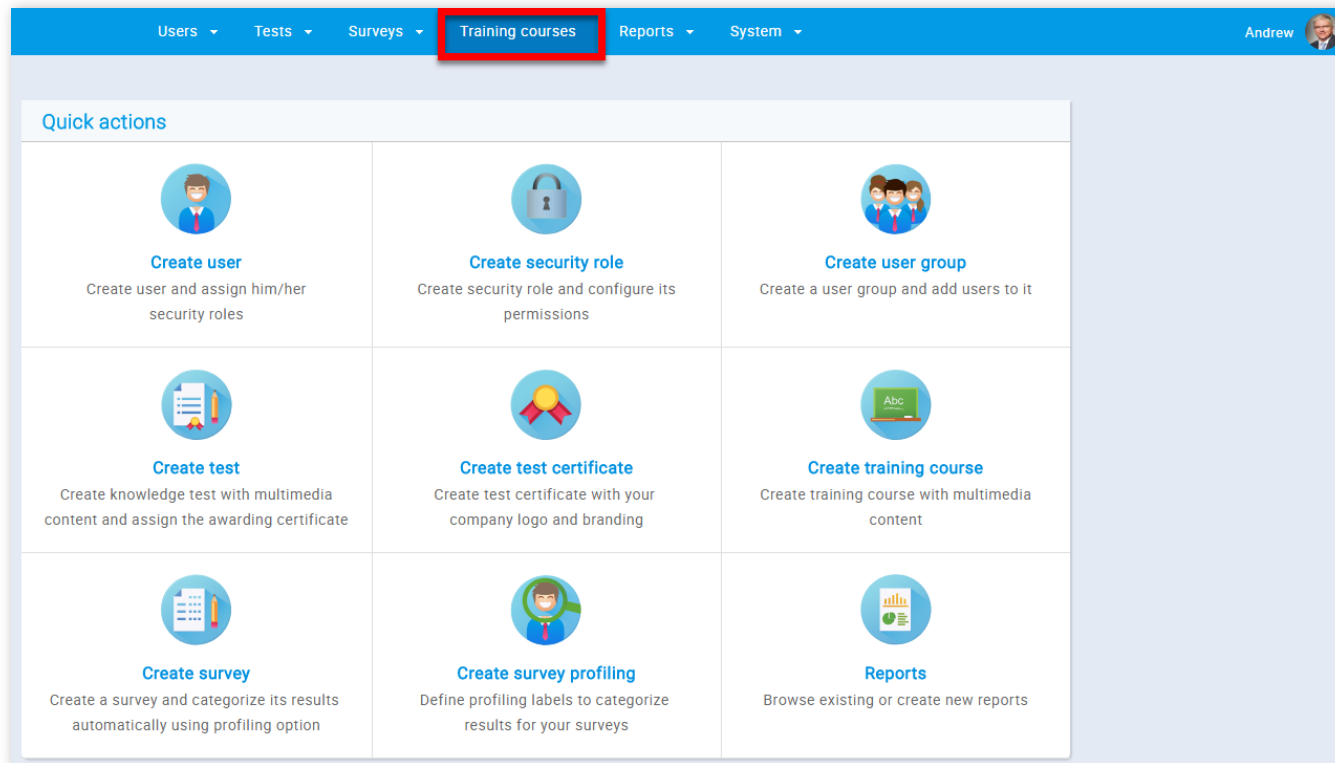 Users Tests Surveys Training courses Reports System Andrew
Quick actions
Create user
Create user and assign him/her
security roles
Create security role
Create security role and configure its
permissions
Create user group
Create a user group and add users to it
Create test
Create knowledge test with multimedia
content and assign the awarding certificate
Create test certificate
Create test certificate with your
company logo and branding
Abc
Create training course
Create training course with multimedia
content
Create survey
Create a survey and categorize its results
automatically using profiling option
Create survey profiling
Define profiling labels to categorize
results for your surveys
Reports
Browse existing or create new reports